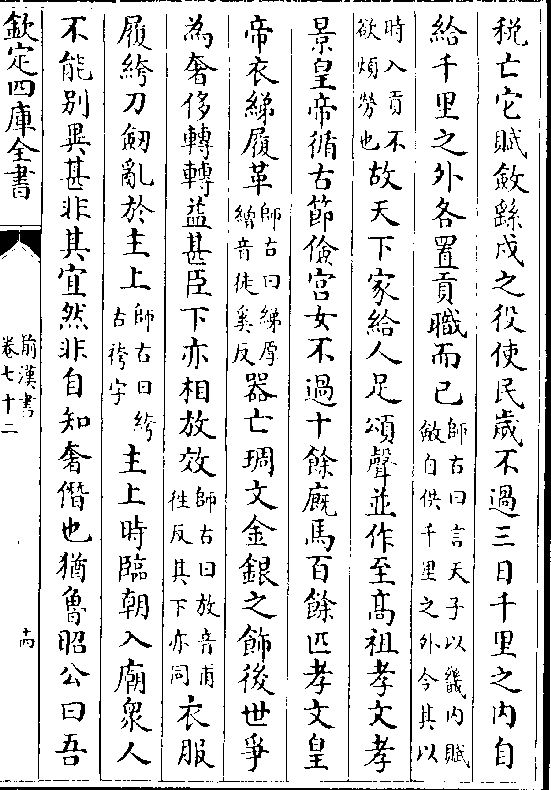 税亡它賦斂繇戍之役使民歳不過三日千里之内自
給千里之外各置貢職而已師古曰言天子以畿内賦斂自供千里之外令其以
時入貢不欲煩勞也故天下家給人足頌聲並作至髙祖孝文孝
景皇帝循古節儉宫女不過十餘廐馬百餘匹孝文皇
帝衣綈履革師古曰綈厚繒音徒奚反器亡琱文金銀之飾後世爭
為奢侈轉轉益甚臣下亦相放效師古曰放音甫往反其下亦同衣服
履絝刀劒亂於主上師古曰絝古袴字主上時臨朝入廟衆人
不能别異甚非其宜然非自知奢僭也猶魯昭公曰吾
欽定四庫全書
前漢書
卷七十二